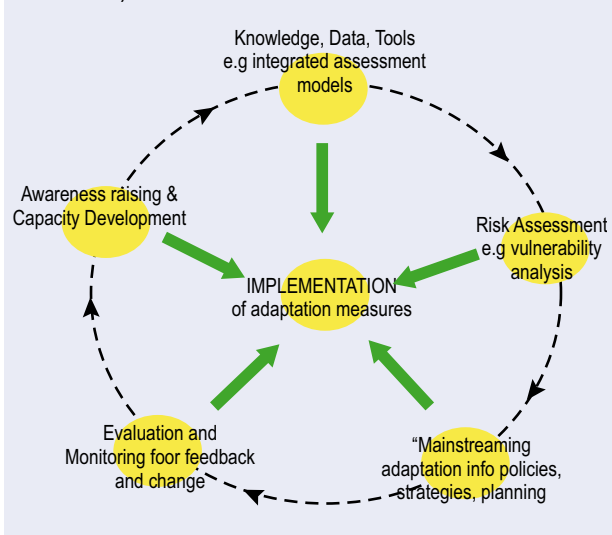 Knowledge, Data, Tools
e.g integrated assessment
models
Awareness raising &
Capacity Development
Risk Assessment
e.g vulnerability
analysis
IMPLEMENTATION
of adaptation measures
Evaluation and
Monitoring foor feedback
and change
“Mainstreaming
adaptation info policies,
strategies, planning